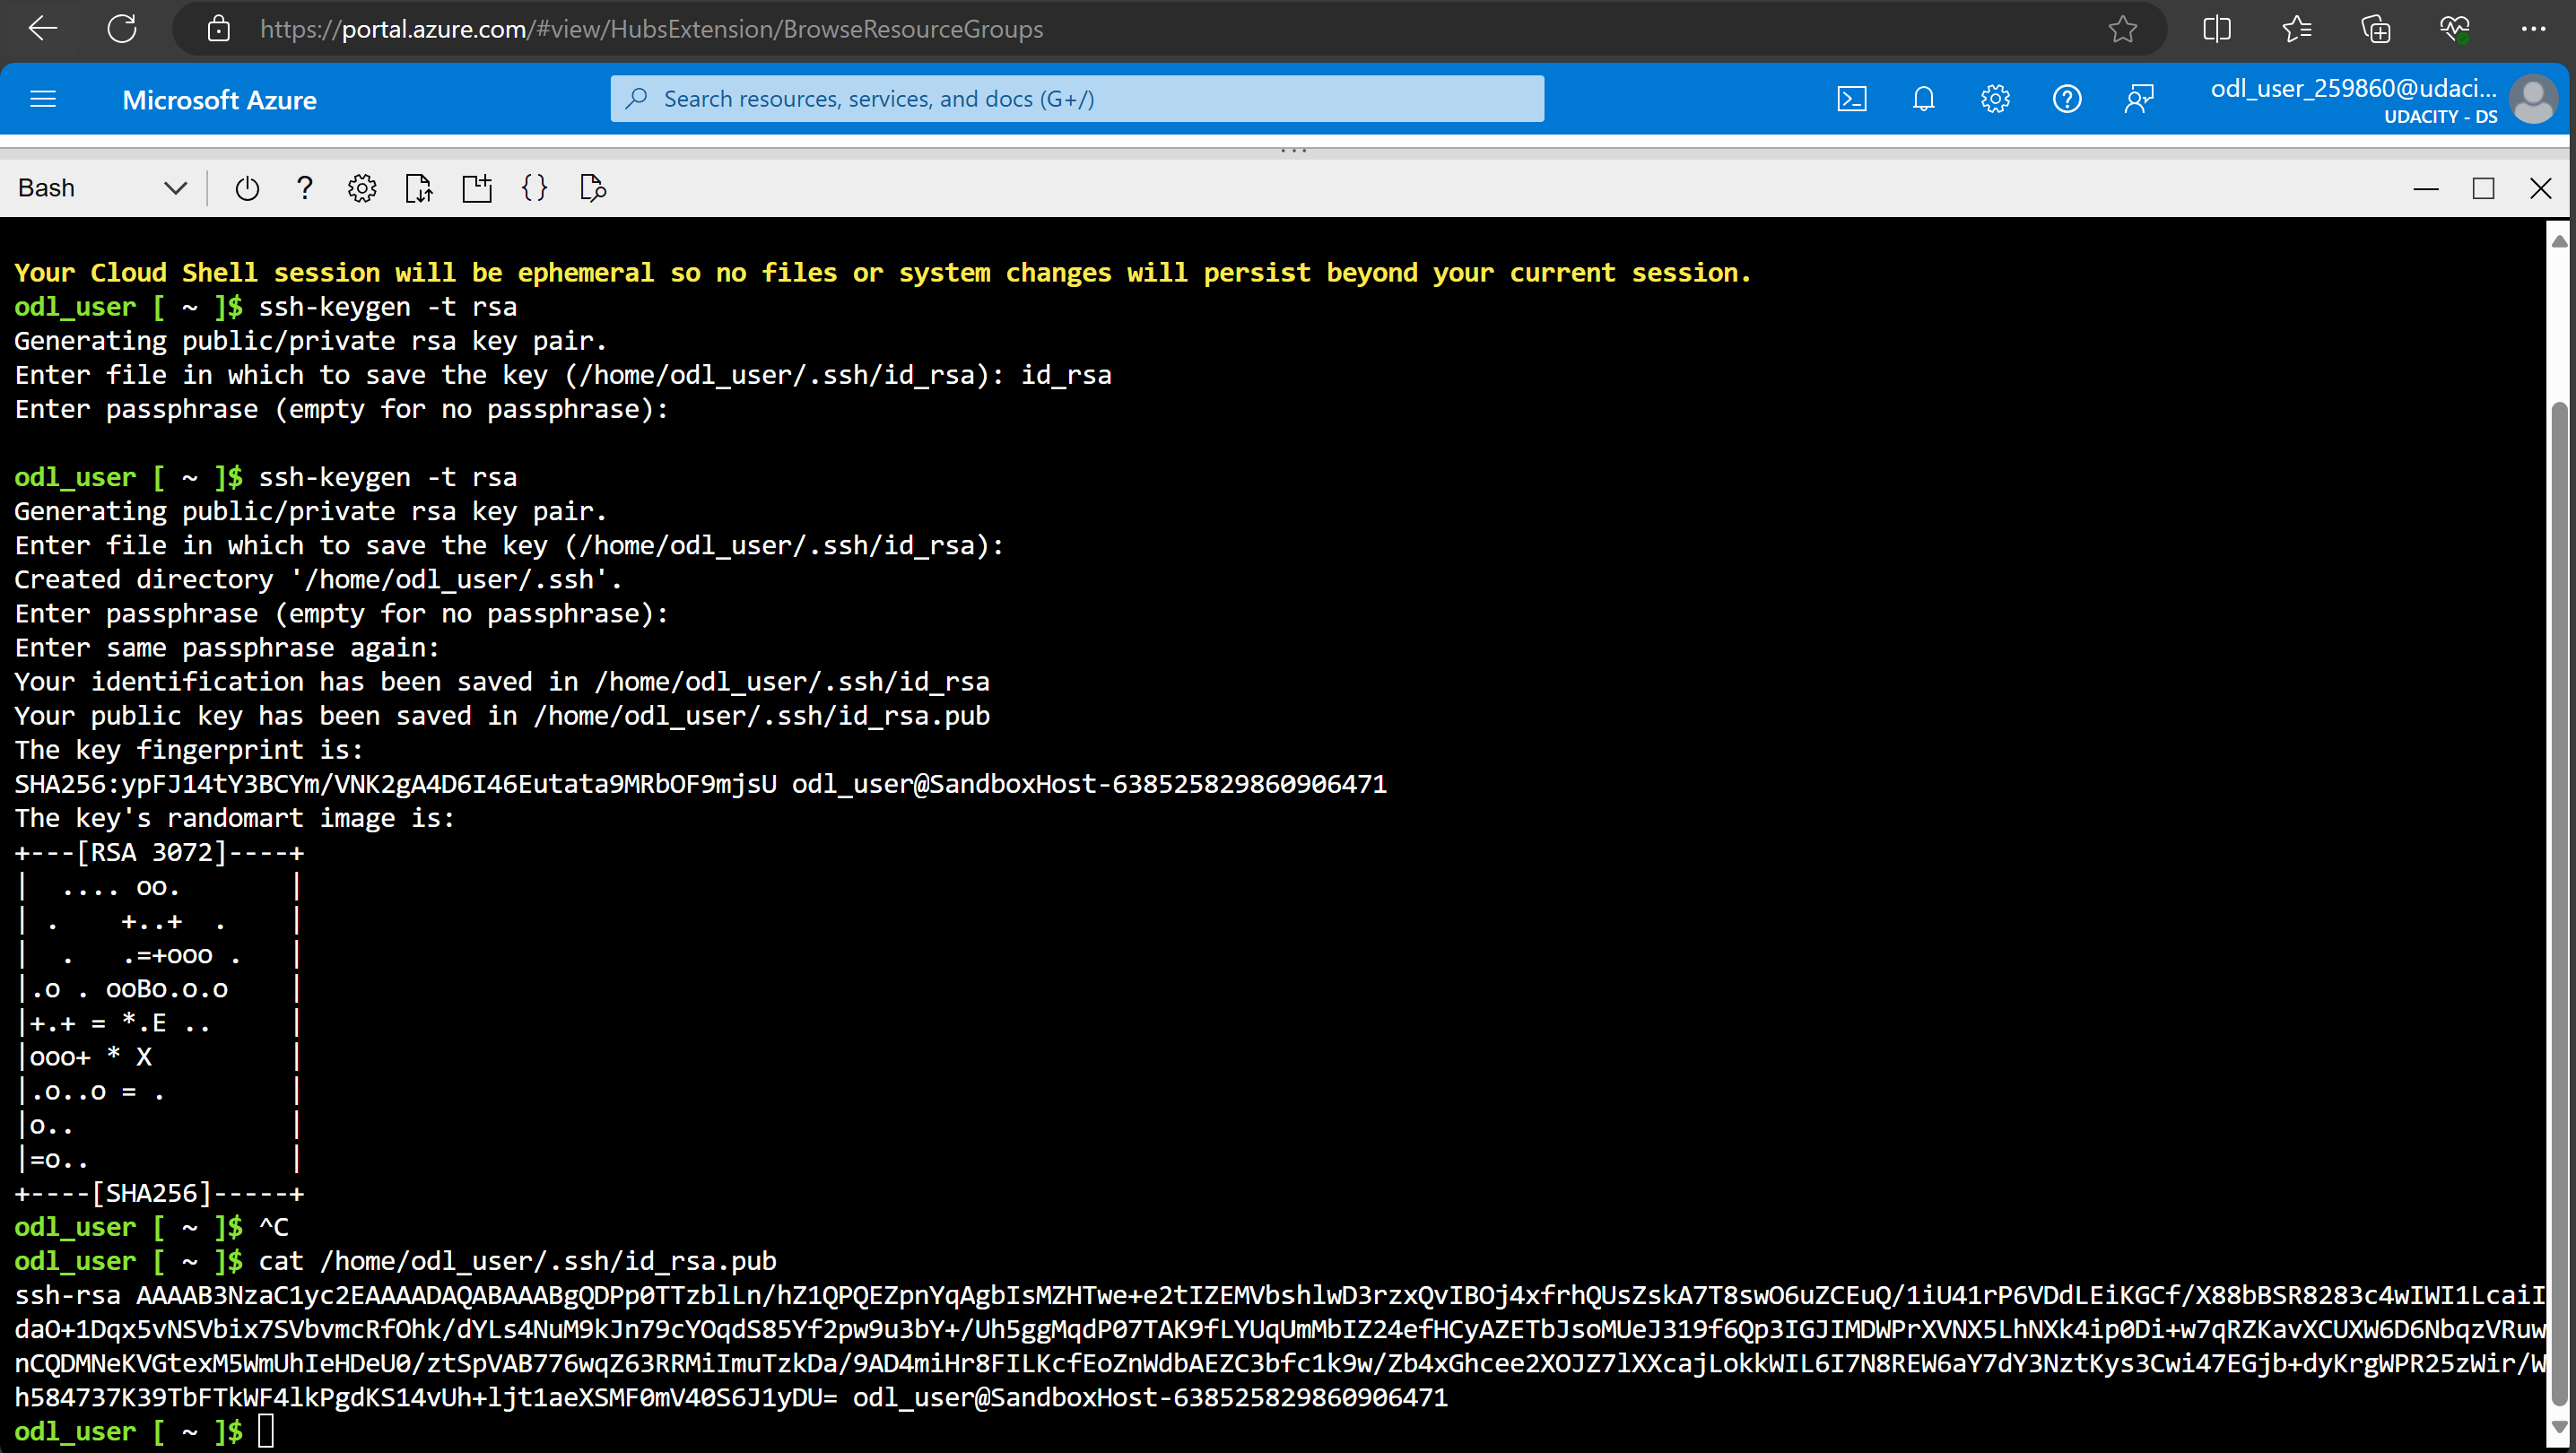 https://portal.azure.com/#view/HubsExtension/BrowseResourceGroups
Microsoft Azure
Search resources, services, and docs (G+/)
odl_user_259860@udaci...
UDACITY - DS
Bash
Your Cloud Shell session will be ephemeral so no files or system changes will persist beyond your current session.
odl_user [ ~ ]$ ssh-keygen -t rsa
Generating public/private rsa key pair.
Enter file in which to save the key (/home/odl_user/.ssh/id_rsa): id_rsa
Enter passphrase (empty for no passphrase):
odl_user [ ~ ]$ ssh-keygen -t rsa
Generating public/private rsa key pair.
Enter file in which to save the key (/home/odl_user/.ssh/id_rsa):
Created directory '/home/odl_user/.ssh'.
Enter passphrase (empty for no passphrase):
Enter same passphrase again:
Your identification has been saved in /home/odl_user/.ssh/id_rsa
Your public key has been saved in /home/odl_user/.ssh/id_rsa.pub
The key fingerprint is:
SHA256:ypFJ14tY3BCYm/VNK2gA4D6I46Eutata9MRbOF9mjsU odl_user@SandboxHost-638525829860906471
The key's randomart image is:
+---[RSA 3072]----+
|  .... oo.       |
| .    +..+  .    |
|  .   .=+ooo .   |
|.o . ooBo.o.o    |
|+.+ = *.E ..     |
|ooo+ * X         |
|.o..o = .        |
|o..              |
|=o..             |
+----[SHA256]-----+
odl_user [ ~ ]$ ^C
odl_user [ ~ ]$ cat /home/odl_user/.ssh/id_rsa.pub
ssh-rsa AAAAB3NzaC1yc2EAAAADAQABAAABgQDPp0TTzblLn/hZ1QPQEZpnYqAgbIsMZHTwe+e2tIZEMVbshlwD3rzxQvIBOj4xfrhQUsZskA7T8swO6uZCEuQ/1iU41rP6VDdLEiKGCf/X88bBSR8283c4wIWI1LcaiI
daO+1Dqx5vNSVbix7SVbvmcRfOhk/dYLs4NuM9kJn79cYOqdS85Yf2pw9u3bY+/Uh5ggMqdP07TAK9fLYUqUmMbIZ24efHCyAZETbJsoMUeJ319f6Qp3IGJIMDWPrXVNX5LhNXk4ip0Di+w7qRZKavXCUXW6D6NbqzVRuw
nCQDMNeKVGtexM5WmUhIeHDeU0/ztSpVAB776wqZ63RRMiImuTzkDa/9AD4miHr8FILKcfEoZnWdbAEZC3bfc1k9w/Zb4xGhcee2XOJZ7lXXcajLokkWIL6I7N8REW6aY7dY3NztKys3Cwi47EGjb+dyKrgWPR25zWir/W
h584737K39TbFTkWF4lkPgdKS14vUh+ljt1aeXSMF0mV40S6J1yDU= odl_user@SandboxHost-638525829860906471
odl_user [ ~ ]$